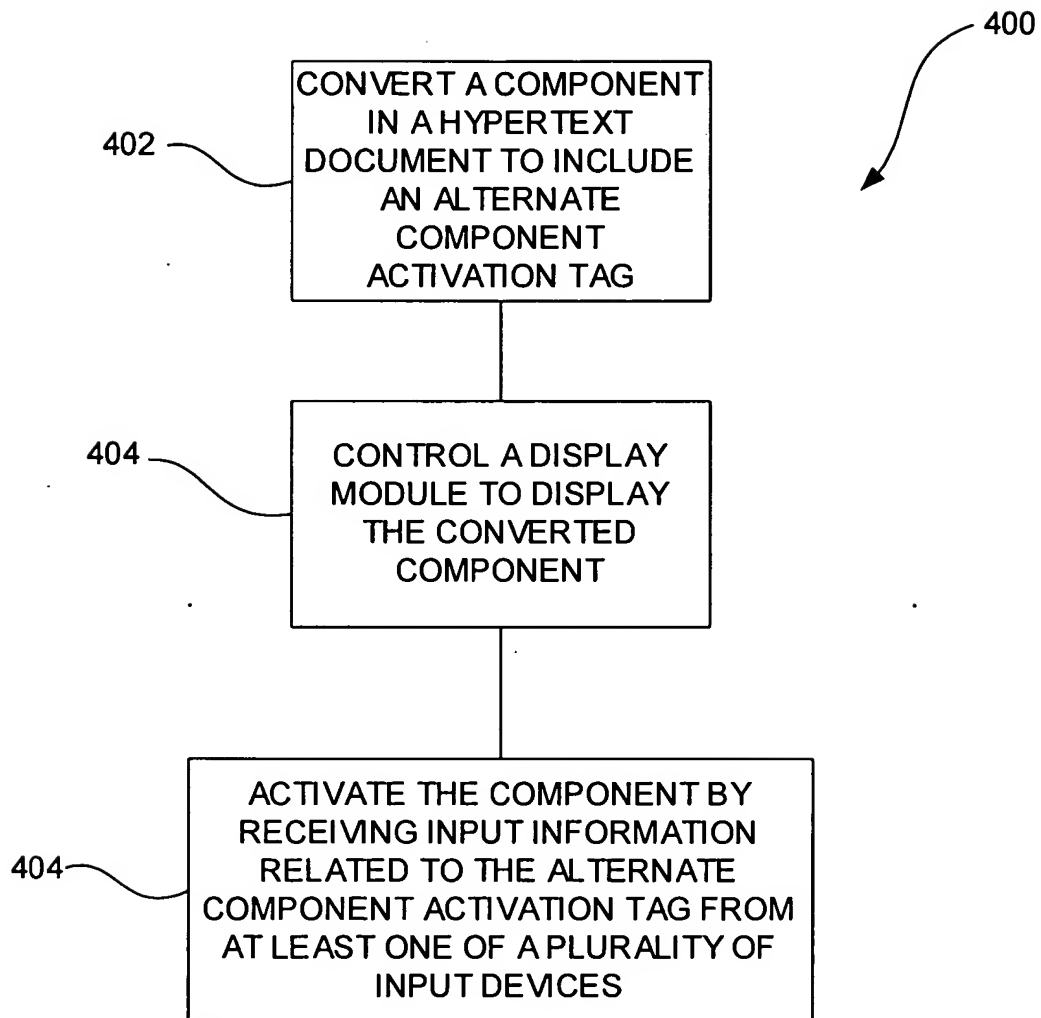 400
CONVERT A COMPONENT
IN A HYPERTEXT
DOCUMENT TO INCLUDE
AN ALTERNATE
COMPONENT
ACTIVATION TAG
402
CONTROL A DISPLAY
MODULE TO DISPLAY
THE CONVERTED
COMPONENT
404
ACTIVATE THE COMPONENT BY
RECEIVING INPUT INFORMATION
RELATED TO THE ALTERNATE
COMPONENT ACTIVATION TAG FROM
AT LEAST ONE OF A PLURALITY OF
INPUT DEVICES
404